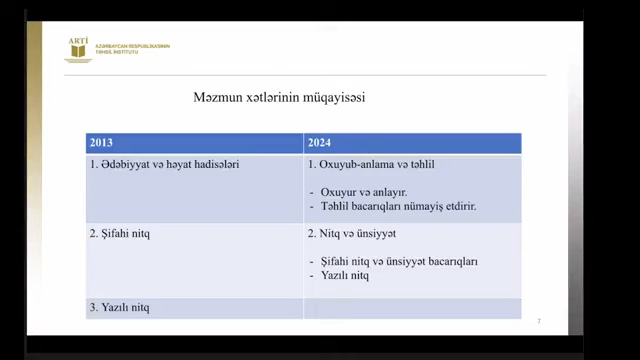 ARTİ
AZƏRBAYCAN RESPUBLİKASININ
TƏHSİL İNSTİTUTU
Məzmun xətlərinin müqayisəsi
2013
2024
1. Ədəbiyyat və həyat hadisələri
1. Oxuyub-anlama və təhlil
- Oxuyur və anlayır.
- Təhlil bacarıqları nümayiş etdirir.
2. Şifahi nitq
2. Nitq və ünsiyyət
- Şifahi nitq və ünsiyyət bacarıqları
- Yazılı nitq
3. Yazılı nitq
7